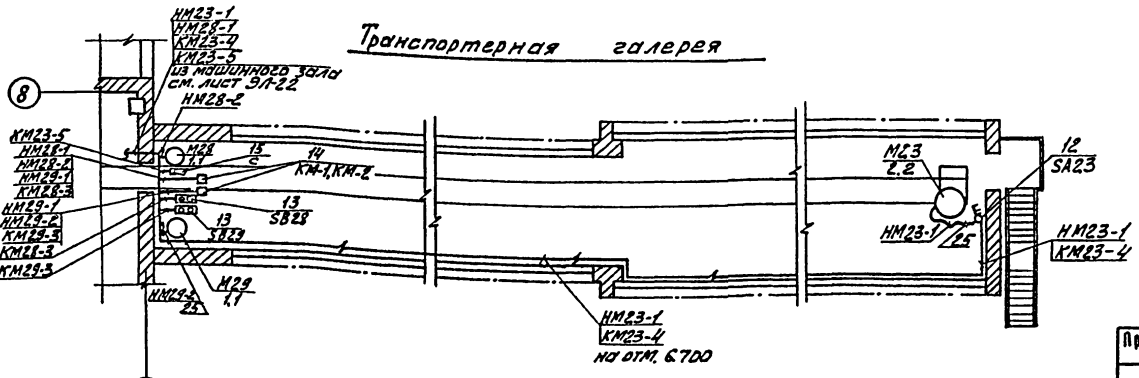 Транспортерная галерея
НМ23-1
НМ28-1
КМ23-4
КМ23-5
из машинного зала
см. лист ЭЛ-22
8
НМ28-2
КМ23-5
НМ28-1
НМ28-2
НМ29-1
КМ28-3
НМ29-1
НМ29-2
КМ29-3
КМ28-3
КМ29-3
М28
1,1
15
С
14
КМ-1, КМ-2
13
SB28
13
SB29
М29
1,1
НМ29-2
25
НМ23-1
КМ23-4
на отм. 6.700
М23
2.2
12
SA23
НМ23-1
25
НМ23-1
КМ23-4
Пр